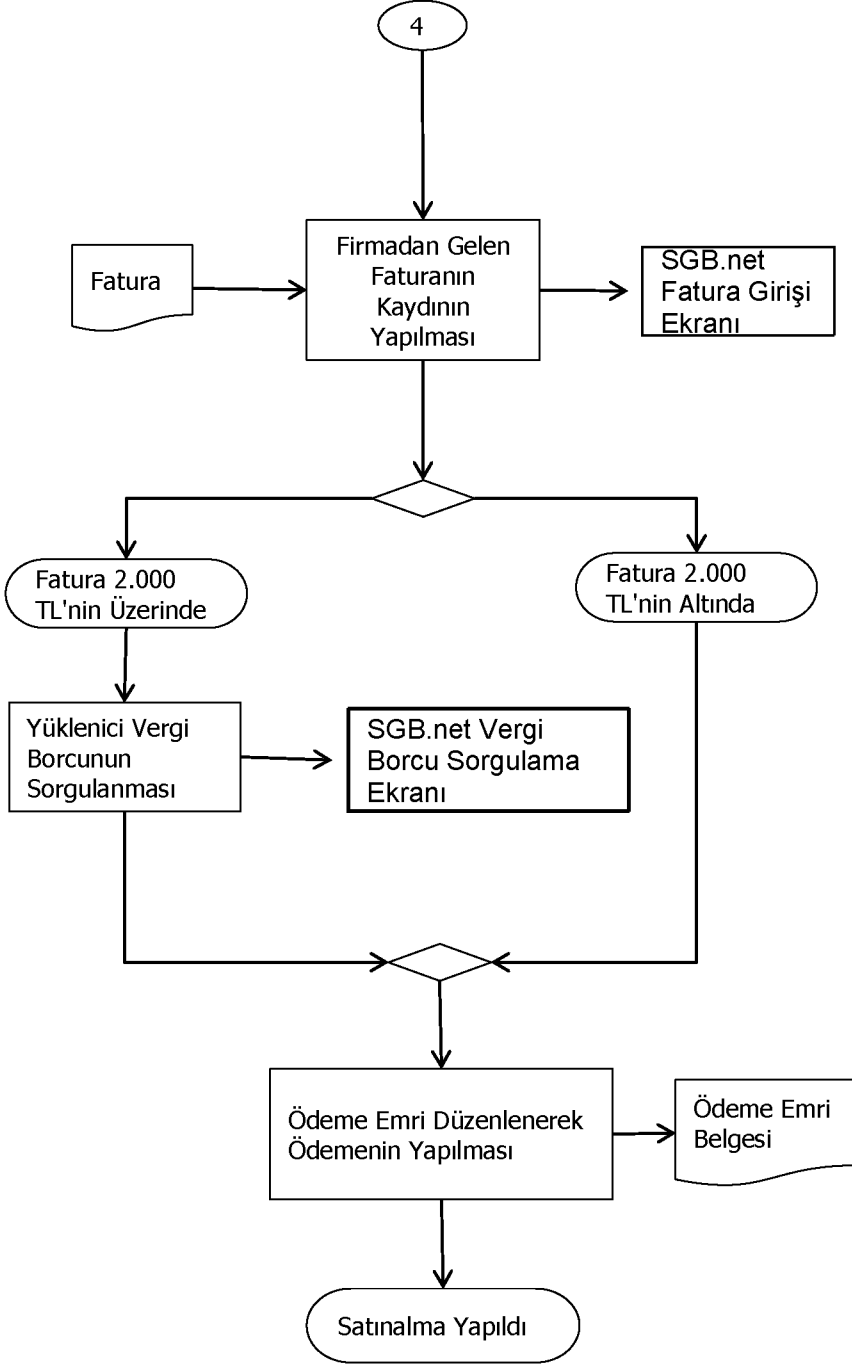 4
Fatura
Firmadan Gelen
Faturanın
Kaydının
Yapılması
SGB.net
Fatura Girişi
Ekranı
Fatura 2.000
TL'nin Üzerinde
Fatura 2.000
TL'nin Altında
Yüklenici Vergi
Borcunun
Sorgulanması
SGB.net Vergi
Borcu Sorgulama
Ekranı
Ödeme Emri Düzenlenerek
Ödemenin Yapılması
Ödeme Emri
Belgesi
Satınalma Yapıldı